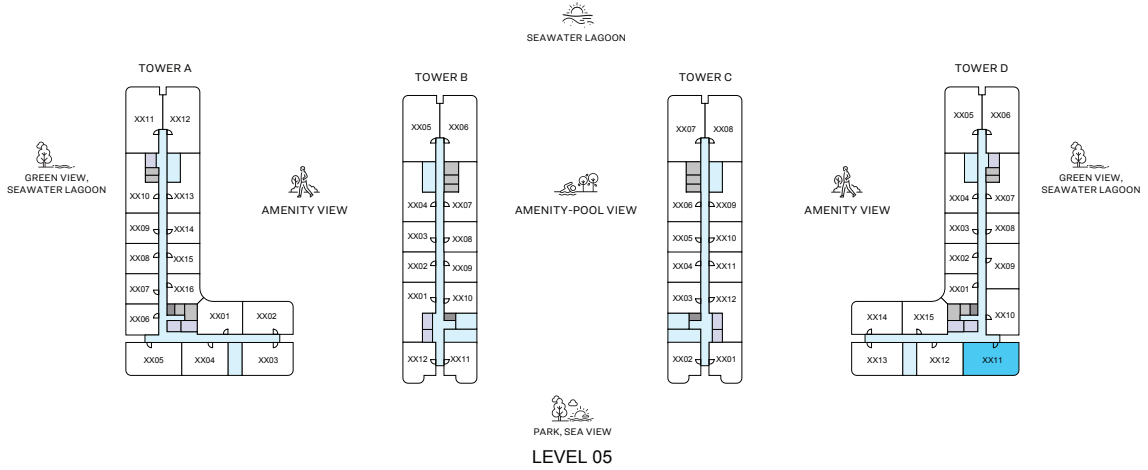 SEAWATER LAGOON
TOWER A
TOWER B
TOWER C
TOWER D
XX11 XX12
XX10 XX13
XX09 XX14
XX08 XX15
XX07 XX16
XX06 XX01 XX02
XX05 XX04 XX03
XX05 XX06
XX04 XX07
XX03 XX08
XX02 XX09
XX01 XX10
XX12 XX11
XX07 XX08
XX06 XX09
XX05 XX10
XX04 XX11
XX03 XX12
XX02 XX01
XX05 XX06
XX04 XX07
XX03 XX08
XX02 XX09
XX01
XX14 XX15 XX10
XX13 XX12 XX11
GREEN VIEW,
SEAWATER LAGOON
AMENITY VIEW
AMENITY-POOL VIEW
AMENITY VIEW
GREEN VIEW,
SEAWATER LAGOON
PARK, SEA VIEW
LEVEL 05